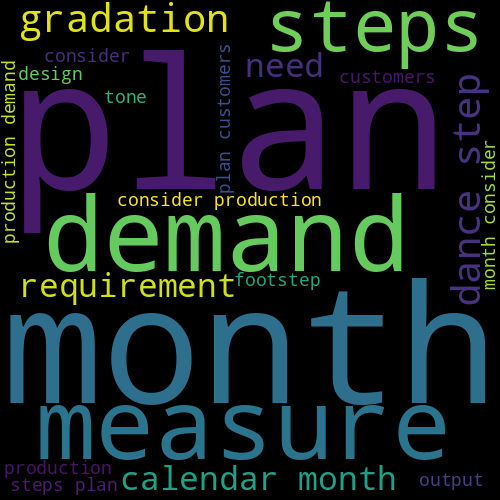 gradation
steps
consider
need
design
customers
tone
plan
production demand
plan customers
dance step
month consider
consider production
demand
requirement
footstep
month
measure
production
calendar month
output
steps plan